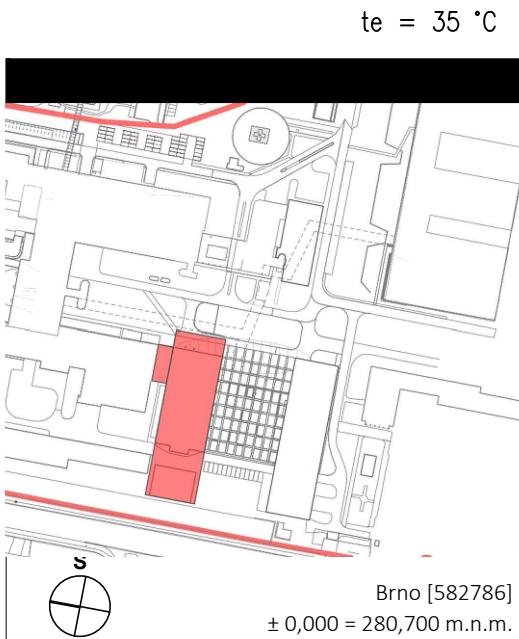 te = 35 °C
S
Brno [582786]
± 0,000 = 280,700 m.n.m.